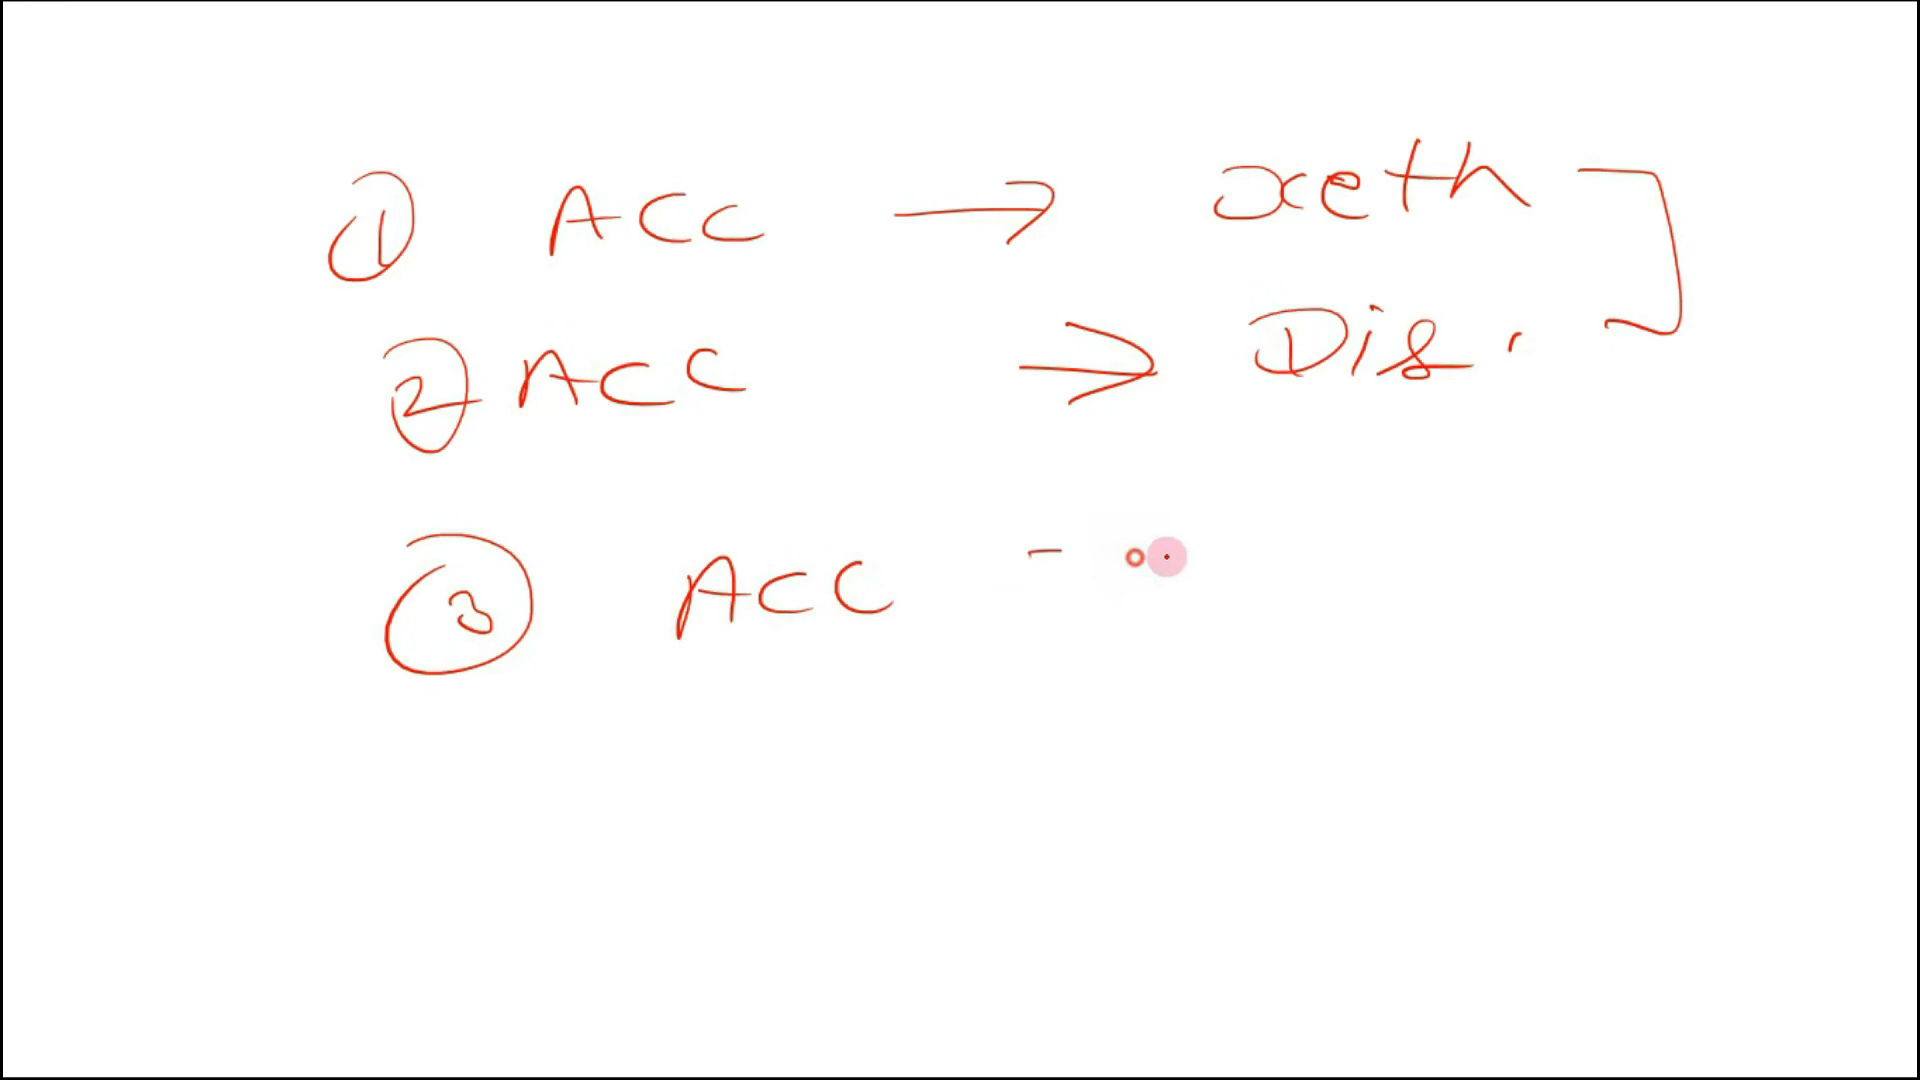 ① ACC → xeth
② ACC → Dis.
③ ACC -